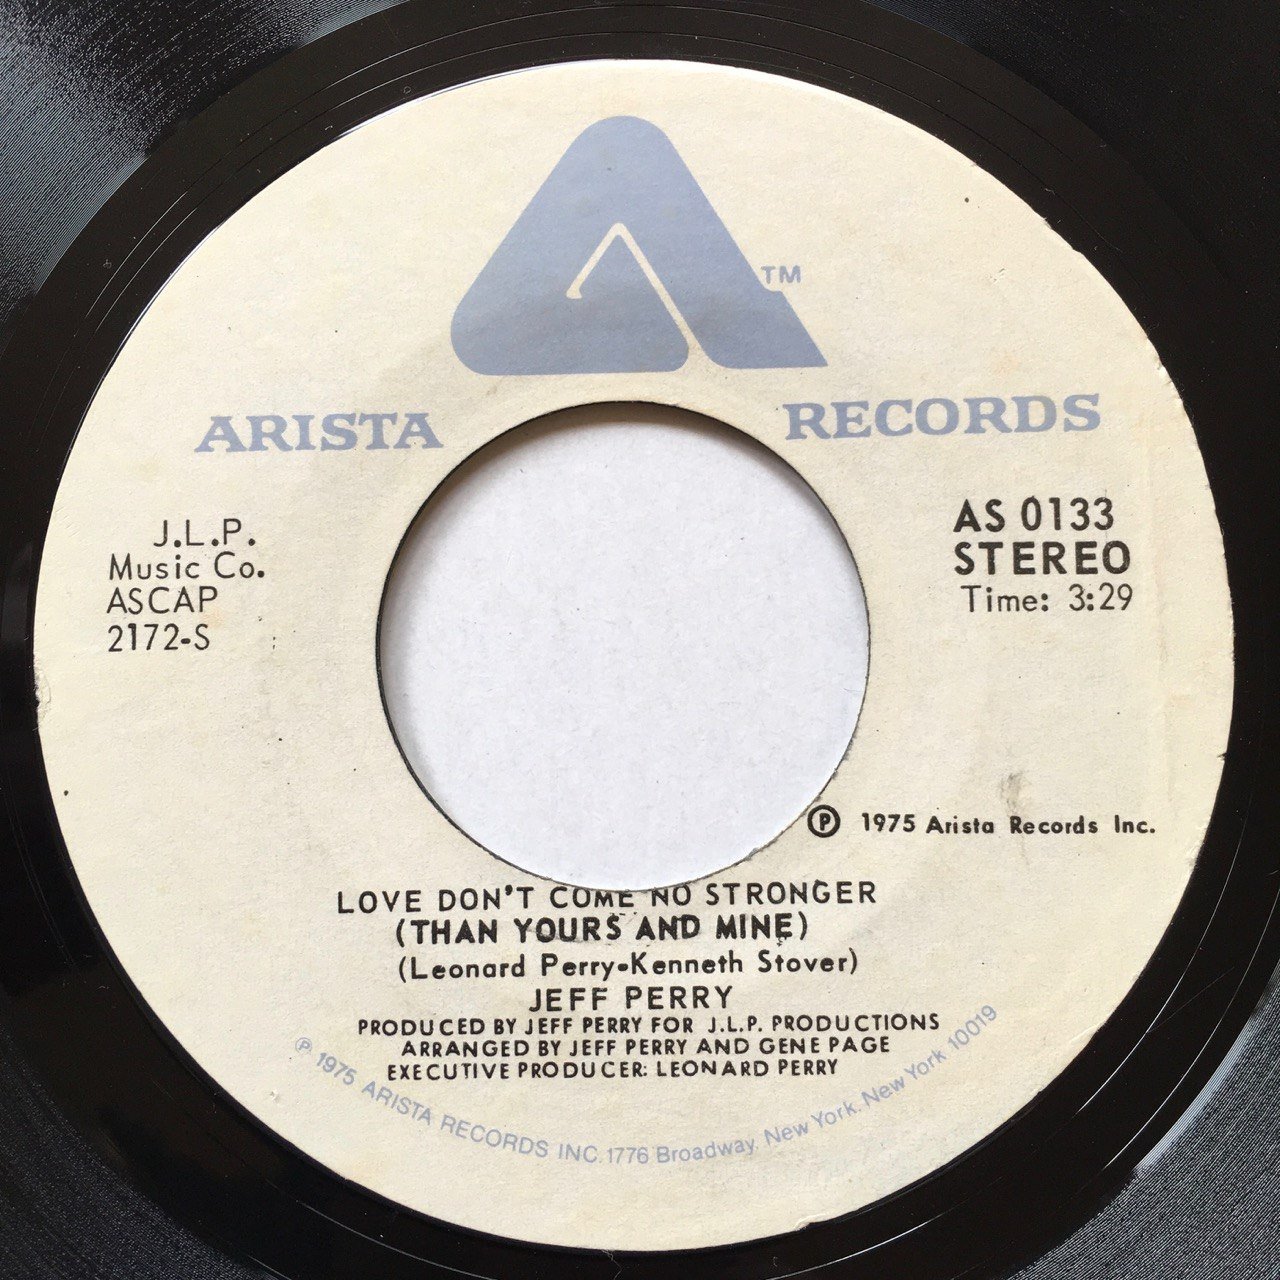 TM
ARISTA RECORDS
J.L.P.
Music Co.
ASCAP
2172-S
AS 0133
STEREO
Time: 3:29
Ⓟ 1975 Arista Records Inc.
LOVE DON'T COME NO STRONGER
(THAN YOURS AND MINE)
(Leonard Perry-Kenneth Stover)
JEFF PERRY
PRODUCED BY JEFF PERRY FOR J.L.P. PRODUCTIONS
ARRANGED BY JEFF PERRY AND GENE PAGE
EXECUTIVE PRODUCER: LEONARD PERRY
Ⓟ 1975 ARISTA RECORDS INC. 1776 Broadway, New York, New York 10019